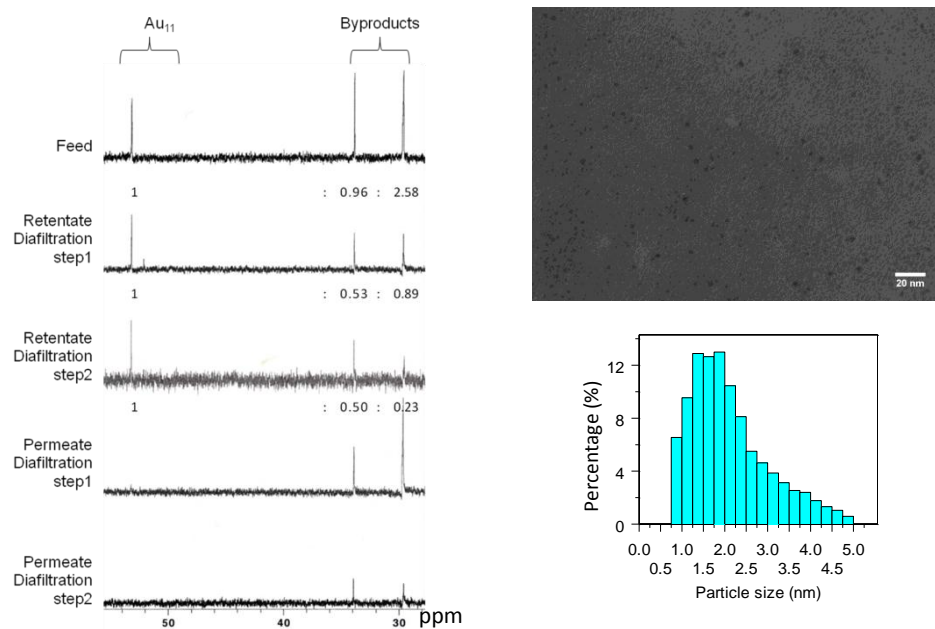 Au₁₁ Byproducts
Feed
1 : 0.96 : 2.58
Retentate
Diafiltration
step1
1 : 0.53 : 0.89
Retentate
Diafiltration
step2
1 : 0.50 : 0.23
Permeate
Diafiltration
step1
Permeate
Diafiltration
step2
50 40 30 ppm
20 nm
Percentage (%)
12
8
4
0
0.0 1.0 2.0 3.0 4.0 5.0
0.5 1.5 2.5 3.5 4.5
Particle size (nm)